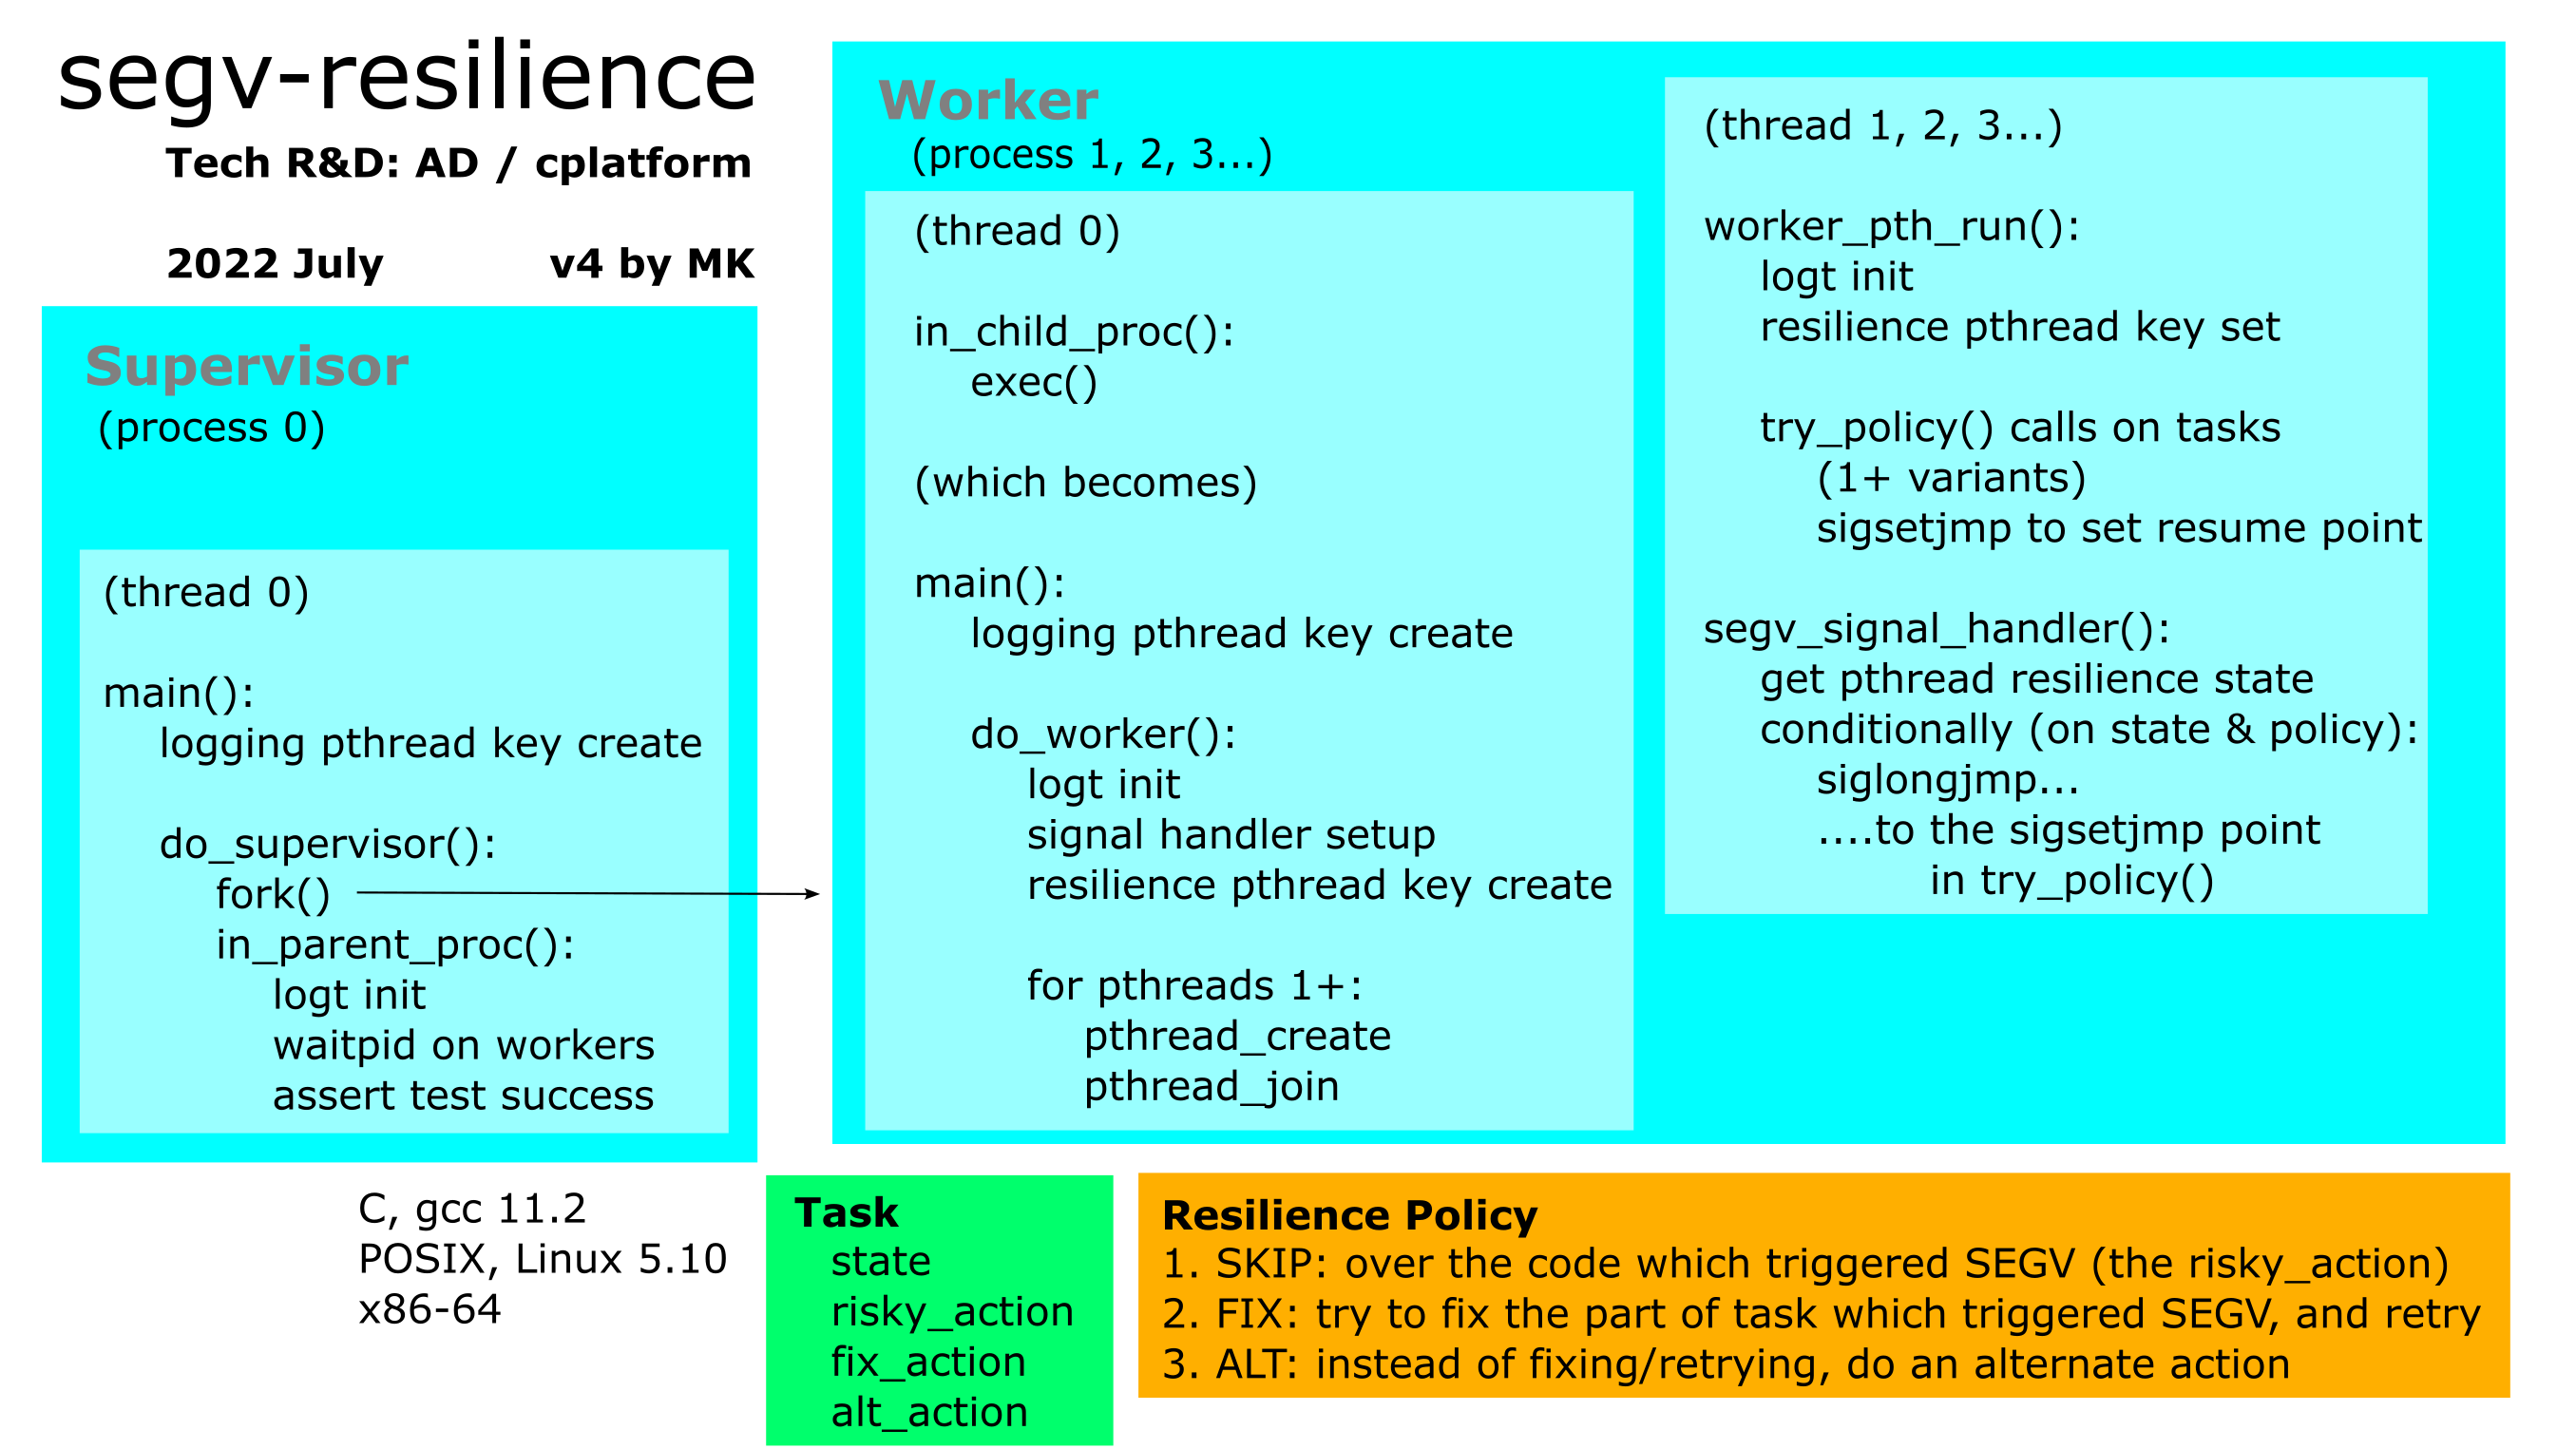 segv-resilience
Tech R&D: AD / cplatform
2022 July v4 by MK
Supervisor
(process 0)
(thread 0)
main():
logging pthread key create
do_supervisor():
fork()
in_parent_proc():
logt init
waitpid on workers
assert test success
Worker
(process 1, 2, 3...)
(thread 0)
in_child_proc():
exec()
(which becomes)
main():
logging pthread key create
do_worker():
logt init
signal handler setup
resilience pthread key create
for pthreads 1+:
pthread_create
pthread_join
(thread 1, 2, 3...)
worker_pth_run():
logt init
resilience pthread key set
try_policy() calls on tasks
(1+ variants)
sigsetjmp to set resume point
segv_signal_handler():
get pthread resilience state
conditionally (on state & policy):
siglongjmp...
....to the sigsetjmp point
in try_policy()
C, gcc 11.2
POSIX, Linux 5.10
x86-64
Task
state
risky_action
fix_action
alt_action
Resilience Policy
1. SKIP: over the code which triggered SEGV (the risky_action)
2. FIX: try to fix the part of task which triggered SEGV, and retry
3. ALT: instead of fixing/retrying, do an alternate action